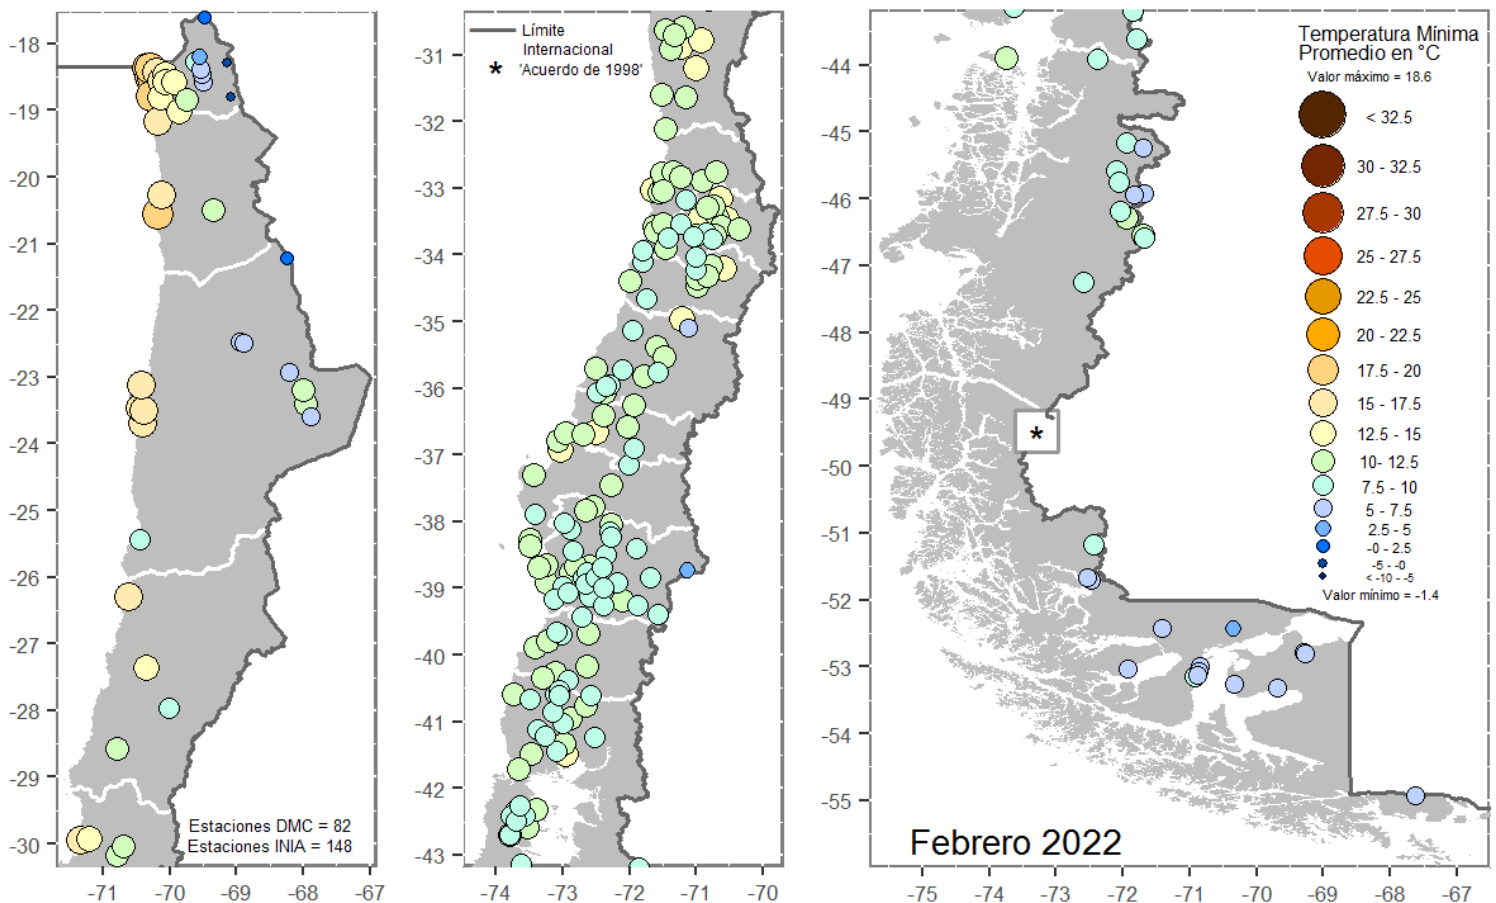 -18
-19
-20
-21
-22
-23
-24
-25
-26
-27
-28
-29
-30
Estaciones DMC = 82
Estaciones INIA = 148
-71
-70
-69
-68
-67
Límite
Internacional
* 'Acuerdo de 1998'
-31
-32
-33
-34
-35
-36
-37
-38
-39
-40
-41
-42
-43
-74
-73
-72
-71
-70
-44
-45
-46
-47
-48
-49
-50
-51
-52
-53
-54
-55
*
Temperatura Mínima
Promedio en °C
Valor máximo = 18.6
< 32.5
30 - 32.5
27.5 - 30
25 - 27.5
22.5 - 25
20 - 22.5
17.5 - 20
15 - 17.5
12.5 - 15
10- 12.5
7.5 - 10
5 - 7.5
2.5 - 5
-0 - 2.5
-5 - -0
< -10 - -5
Valor mínimo = -1.4
Febrero 2022
-75
-74
-73
-72
-71
-70
-69
-68
-67